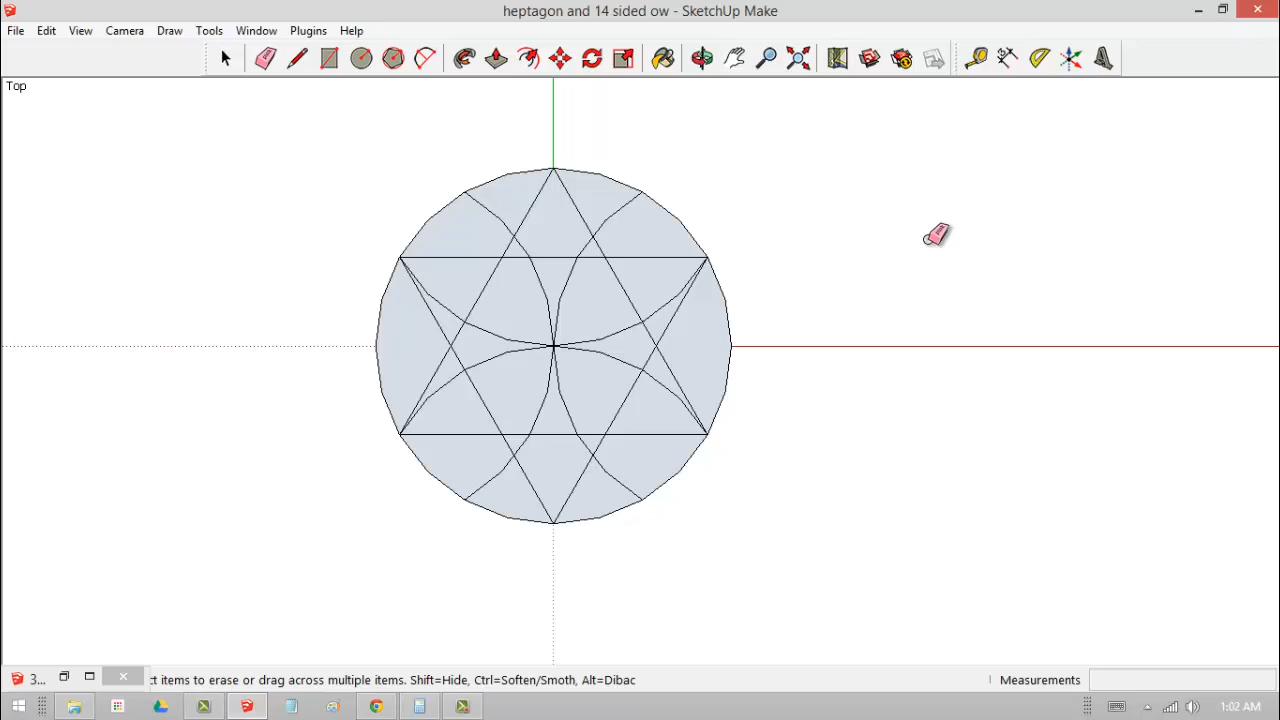 heptagon and 14 sided ow - SketchUp Make
File Edit View Camera Draw Tools Window Plugins Help
Top
3... ct items to erase or drag across multiple items. Shift=Hide, Ctrl=Soften/Smoth, Alt=Dibac Measurements
1:02 AM